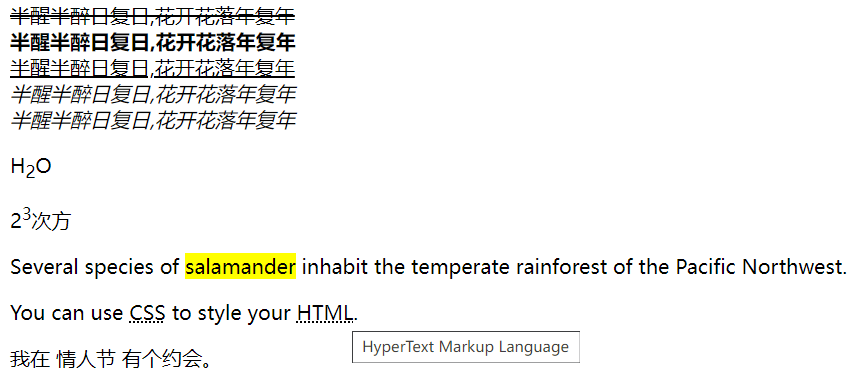 半醒半醉日复日,花开花落年复年
半醒半醉日复日,花开花落年复年
半醒半醉日复日,花开花落年复年
半醒半醉日复日,花开花落年复年
半醒半醉日复日,花开花落年复年
H₂O
2³次方
Several species of salamander inhabit the temperate rainforest of the Pacific Northwest.
You can use CSS to style your HTML.
HyperText Markup Language
我在 情人节 有个约会。